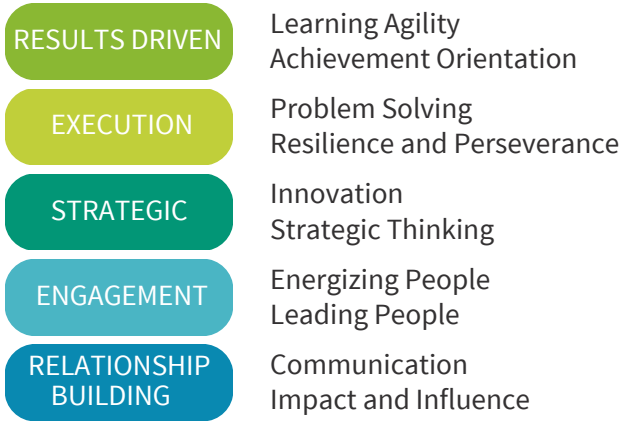 RESULTS DRIVEN
Learning Agility
Achievement Orientation
EXECUTION
Problem Solving
Resilience and Perseverance
STRATEGIC
Innovation
Strategic Thinking
ENGAGEMENT
Energizing People
Leading People
RELATIONSHIP
BUILDING
Communication
Impact and Influence